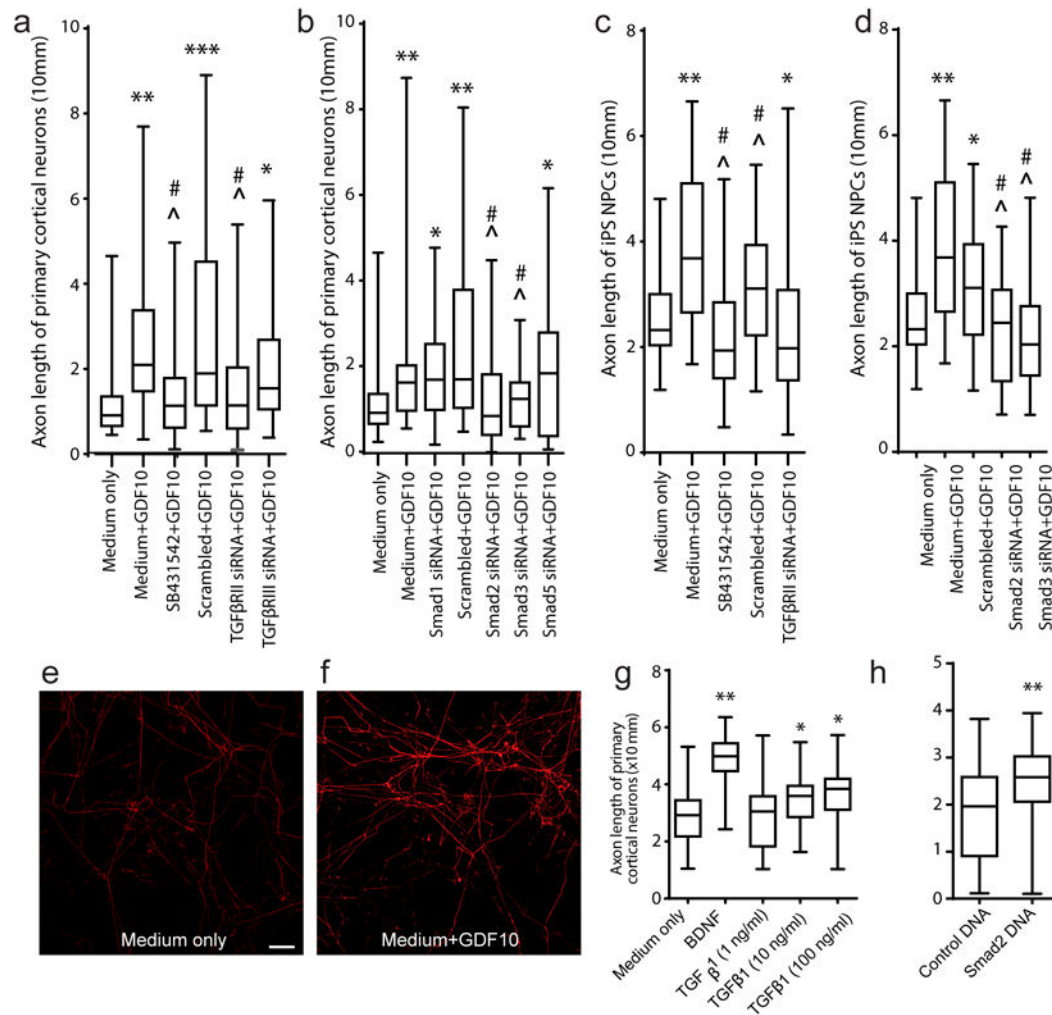 a
Axon length of primary cortical neurons (10mm)
10
8
6
4
2
0
**
#
^
***
#
^
*
Medium only
Medium+GDF10
SB431542+GDF10
Scrambled+GDF10
TGFβRII siRNA+GDF10
TGFβRIII siRNA+GDF10
b
Axon length of primary cortical neurons (10mm)
10
8
6
4
2
0
**
*
**
#
^
#
^
*
Medium only
Medium+GDF10
Smad1 siRNA+GDF10
Scrambled+GDF10
Smad2 siRNA+GDF10
Smad3 siRNA+GDF10
Smad5 siRNA+GDF10
c
Axon length of iPS NPCs (10mm)
8
6
4
2
0
**
#
^
#
^
*
Medium only
Medium+GDF10
SB431542+GDF10
Scrambled+GDF10
TGFβRII siRNA+GDF10
d
Axon length of iPS NPCs (10mm)
8
6
4
2
0
**
*
#
^
#
^
Medium only
Medium+GDF10
Scrambled+GDF10
Smad2 siRNA+GDF10
Smad3 siRNA+GDF10
e
Medium only
f
Medium+GDF10
g
Axon length of primary
cortical neurons (x10 mm)
8
6
4
2
0
**
*
*
Medium only
BDNF
TGF β1 (1 ng/ml)
TGFβ1 (10 ng/ml)
TGFβ1 (100 ng/ml)
h
5
4
3
2
1
0
**
Control DNA
Smad2 DNA